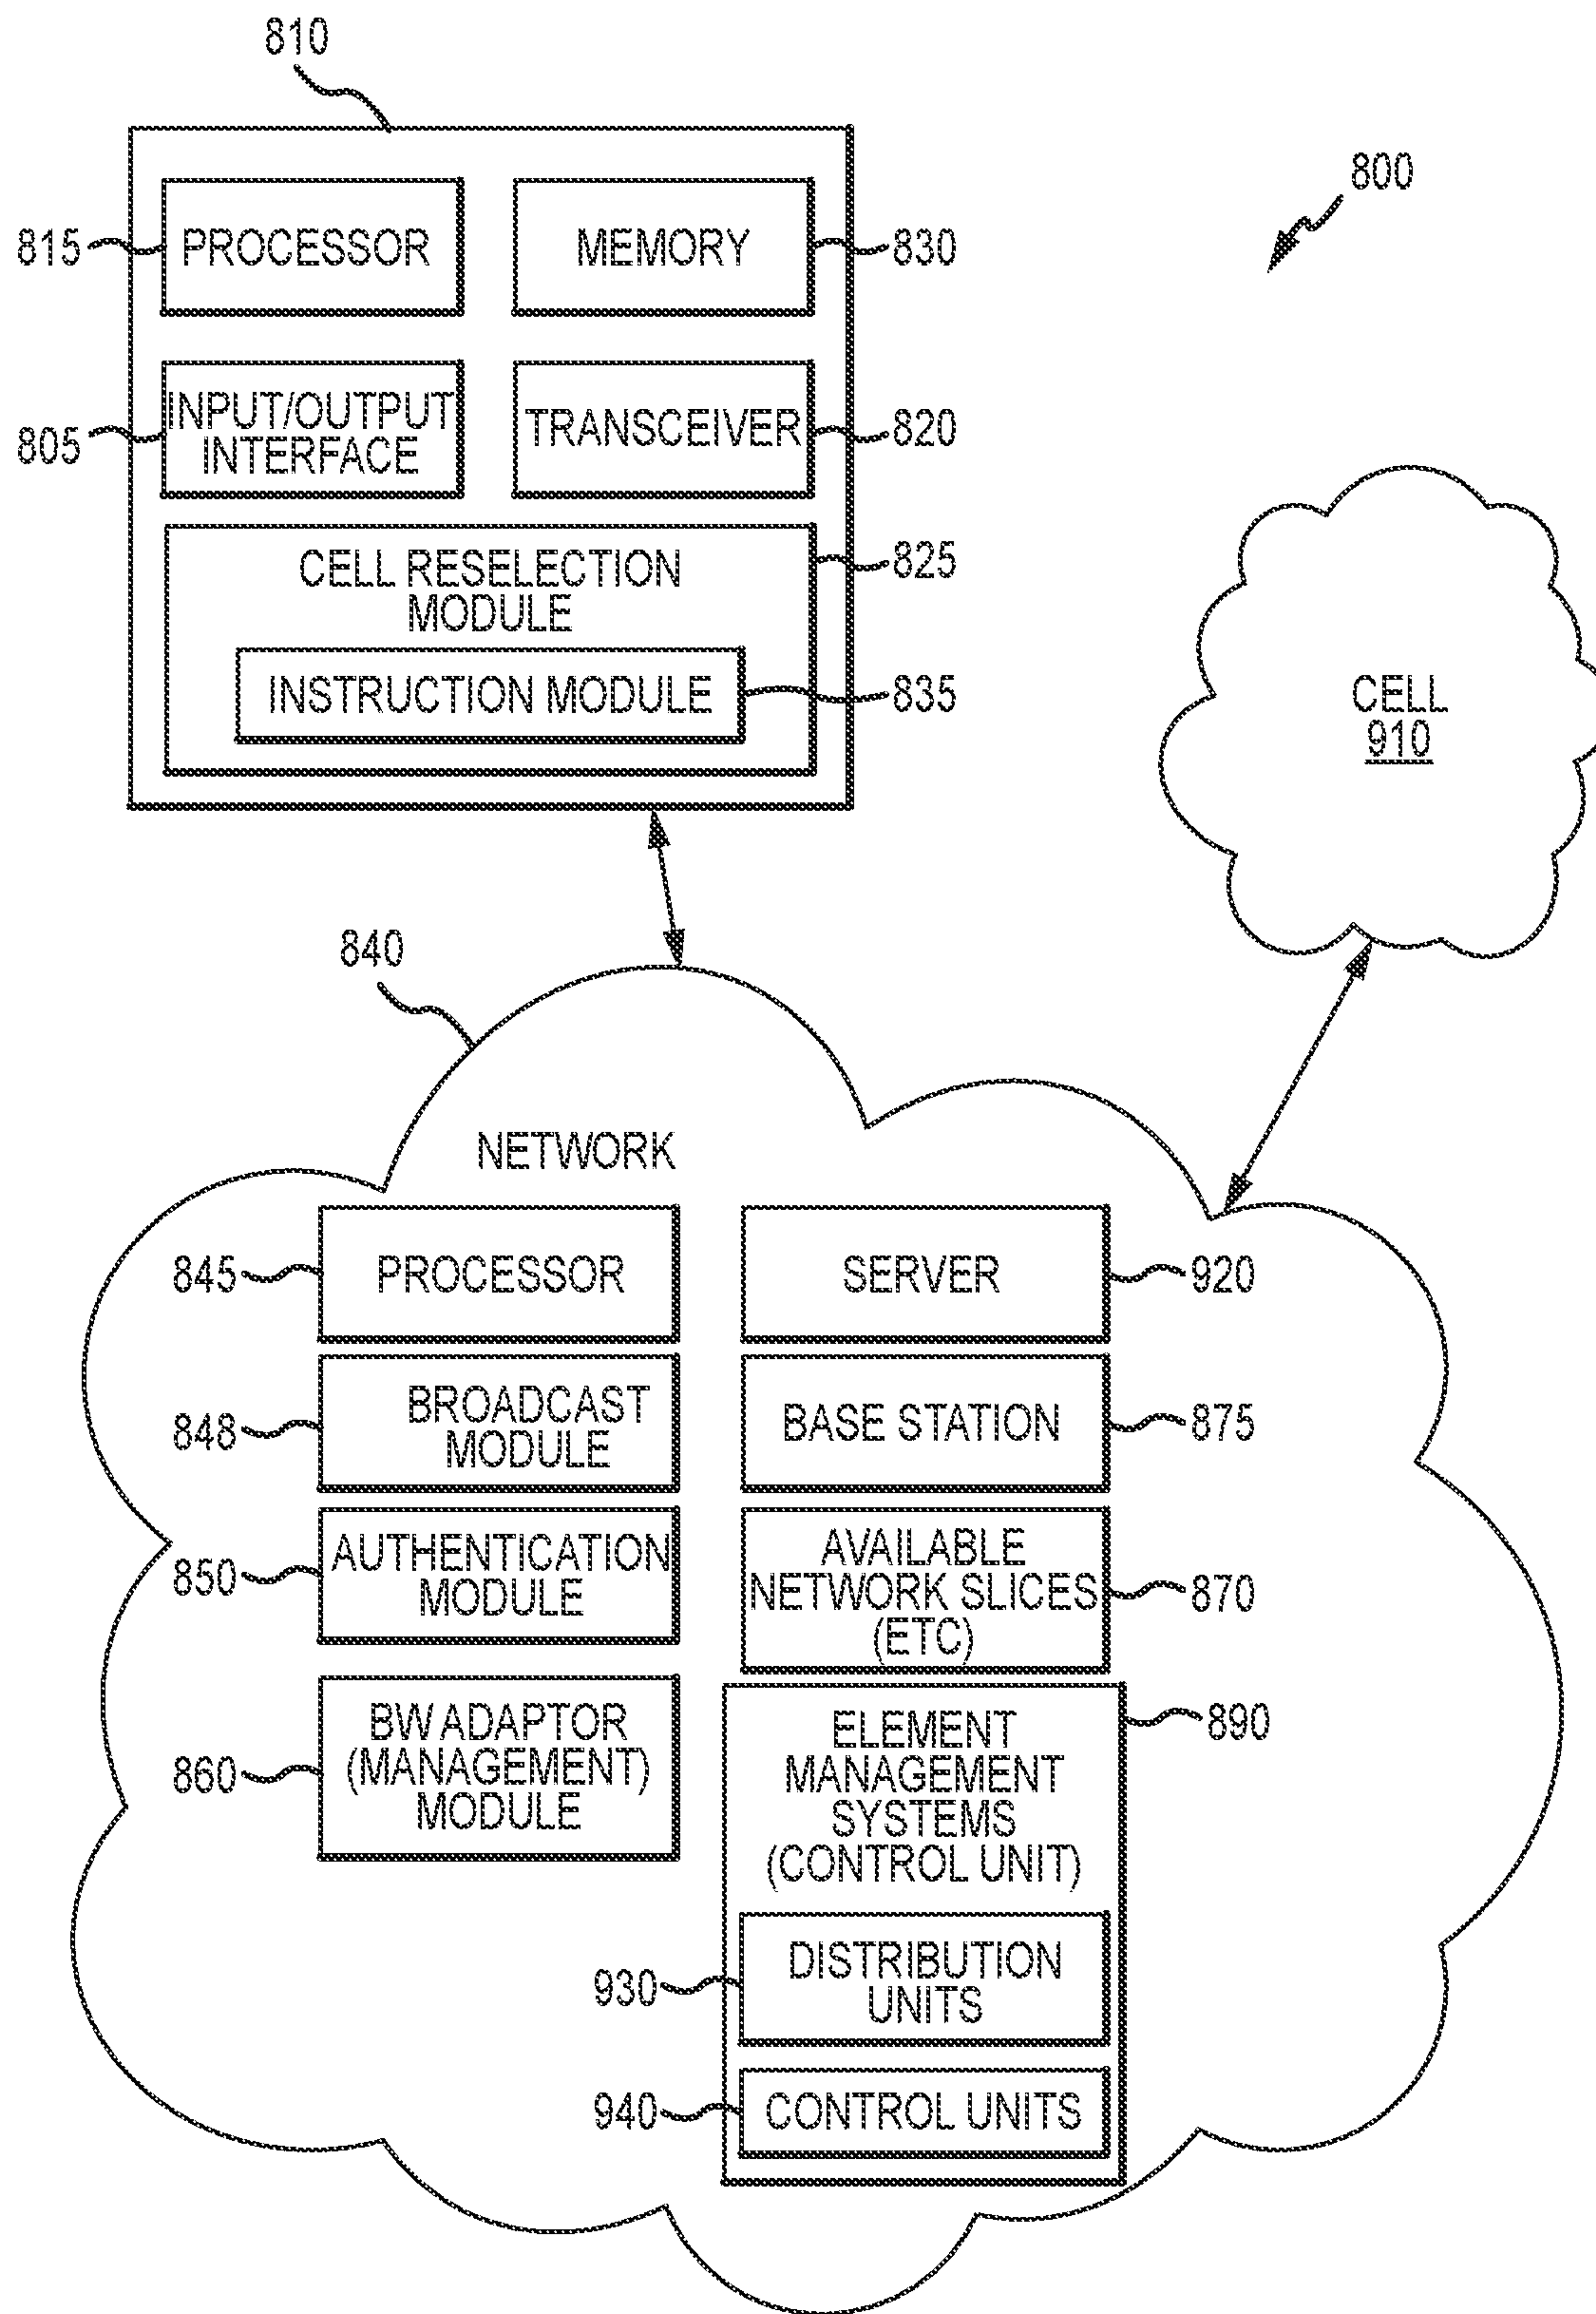 810
800
815
PROCESSOR
MEMORY
830
805
INPUT/OUTPUT
INTERFACE
TRANSCEIVER
820
CELL RESELECTION
MODULE
825
INSTRUCTION MODULE
835
CELL
910
840
NETWORK
845
PROCESSOR
SERVER
920
848
BROADCAST
MODULE
BASE STATION
875
850
AUTHENTICATION
MODULE
AVAILABLE
NETWORK SLICES
(ETC)
870
860
BW ADAPTOR
(MANAGEMENT)
MODULE
ELEMENT
MANAGEMENT
SYSTEMS
(CONTROL UNIT)
890
930
DISTRIBUTION
UNITS
940
CONTROL UNITS